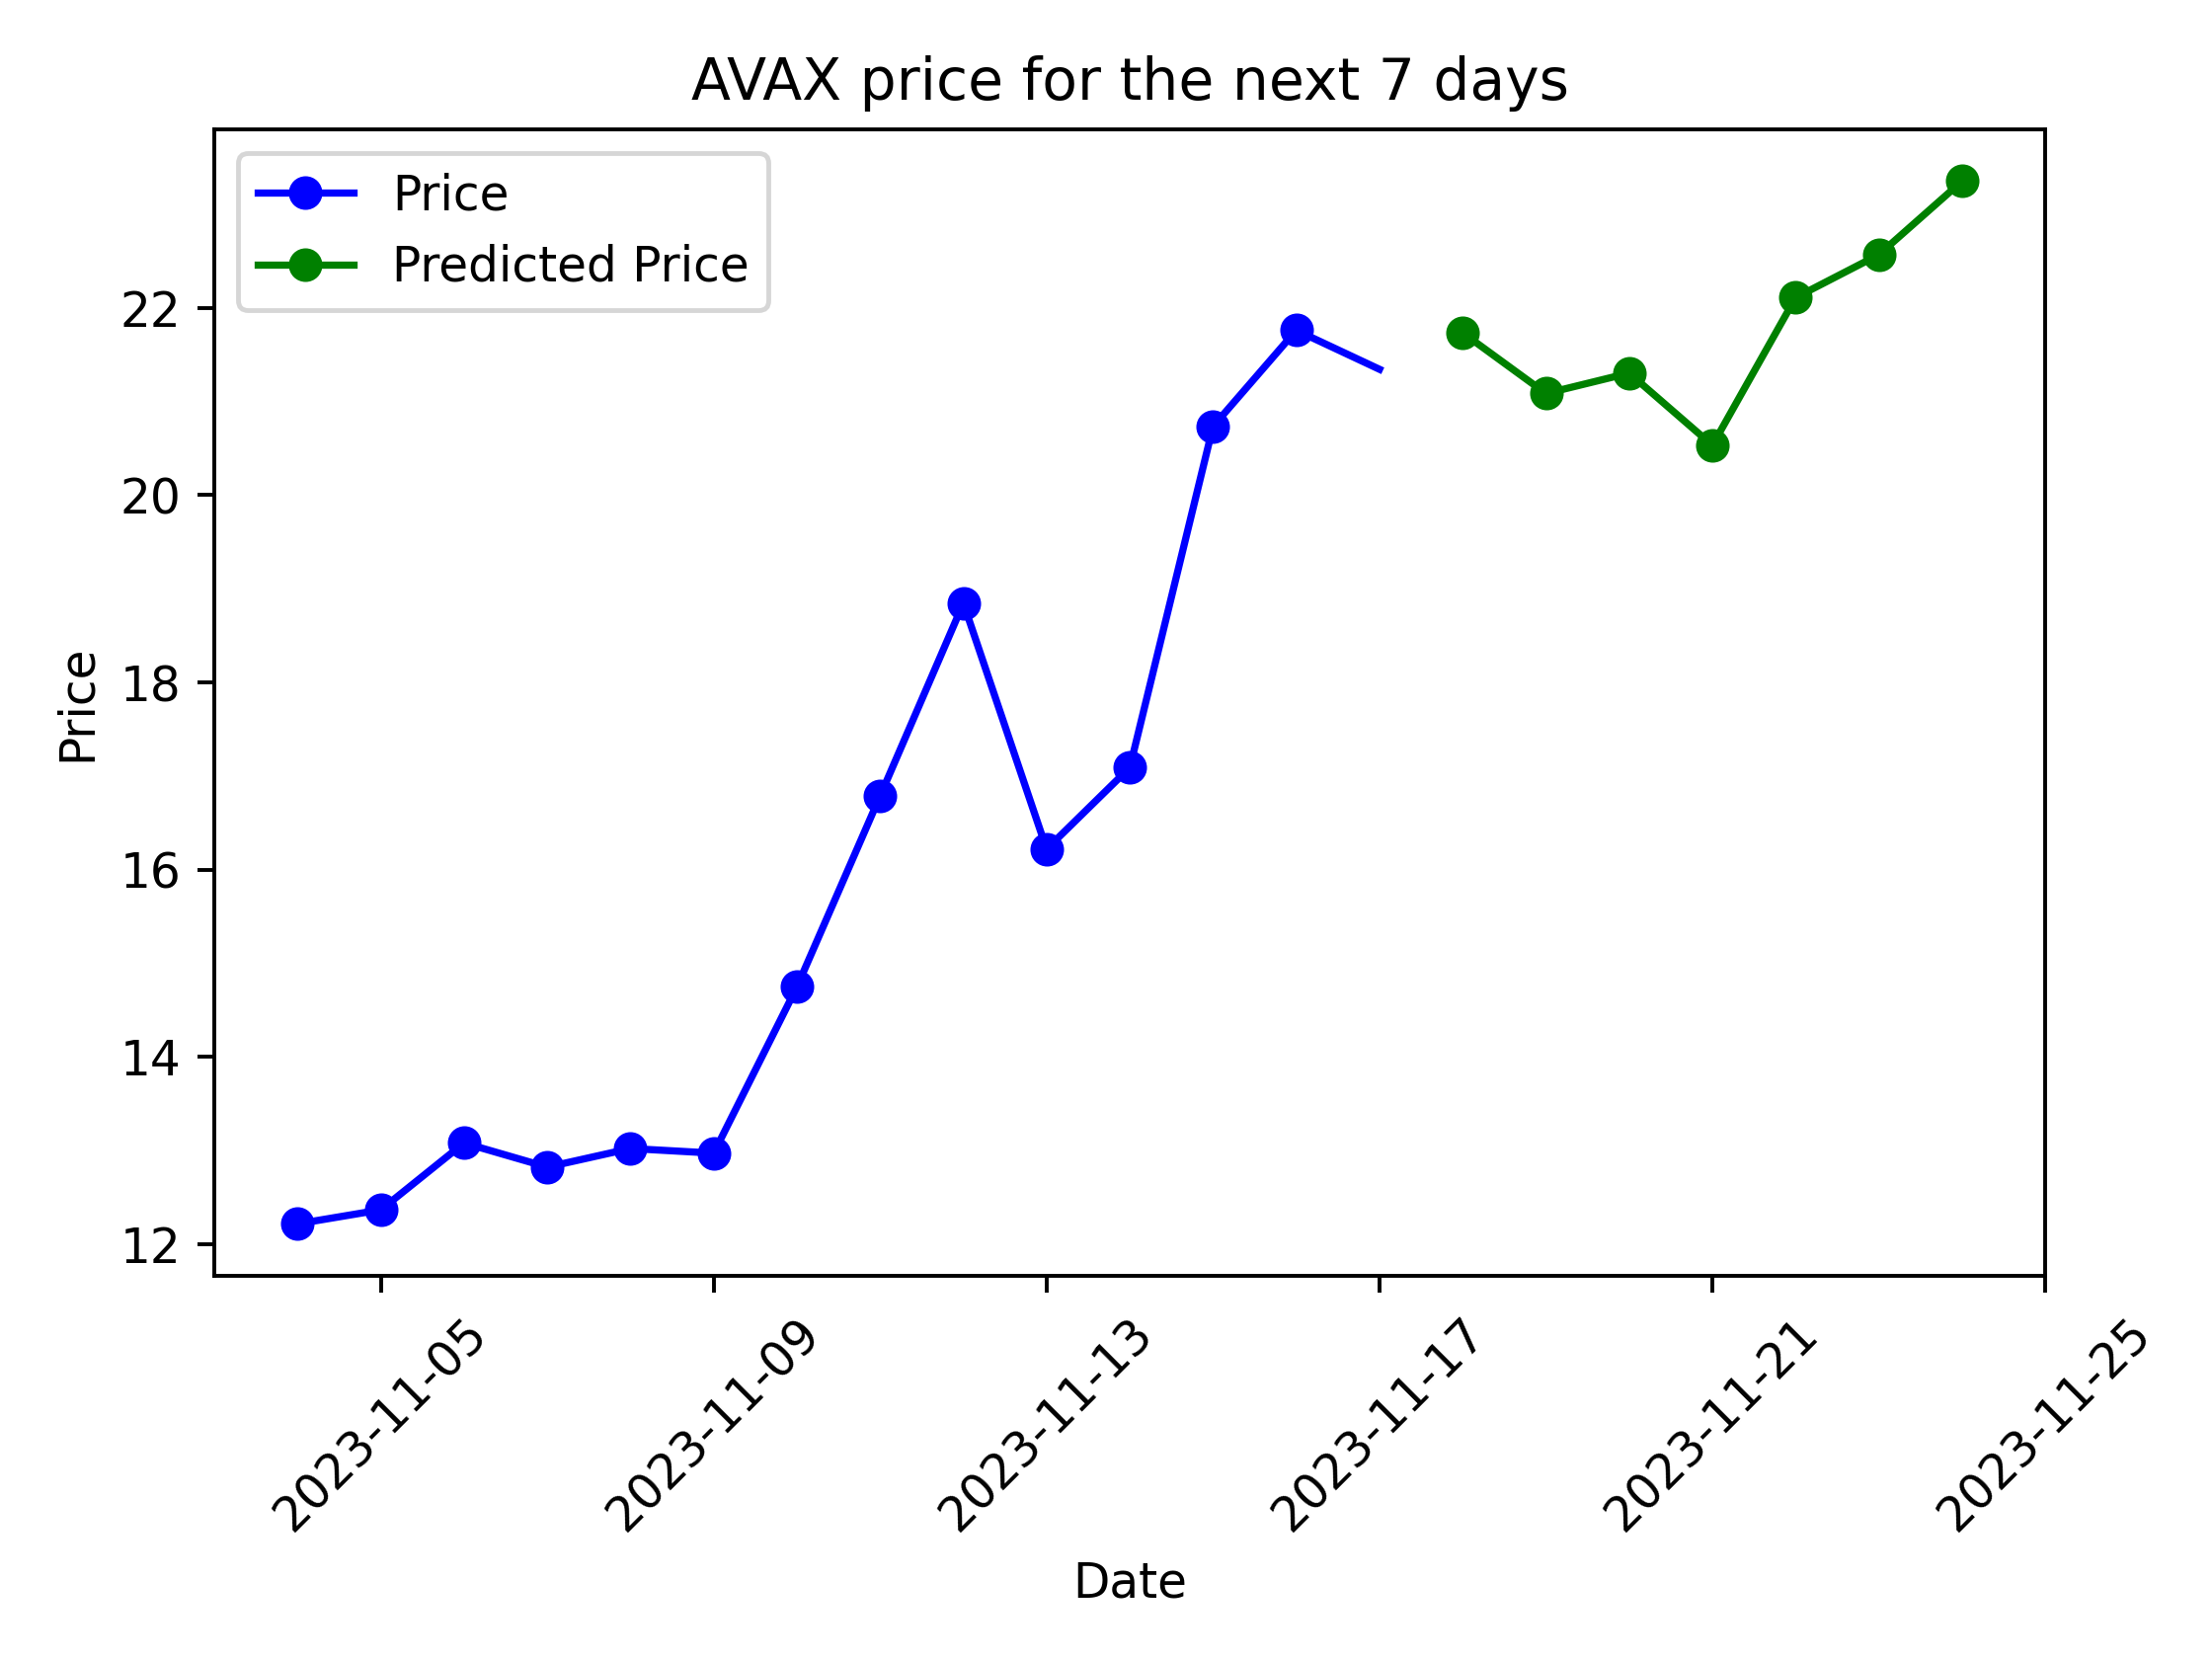 AVAX price for the next 7 days
Price
Predicted Price
22
20
18
16
14
12
Price
2023-11-05
2023-11-09
2023-11-13
2023-11-17
2023-11-21
2023-11-25
Date